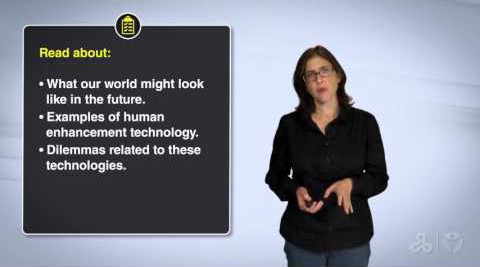 Read about:
• What our world might look
like in the future.
• Examples of human
enhancement technology.
• Dilemmas related to these
technologies.